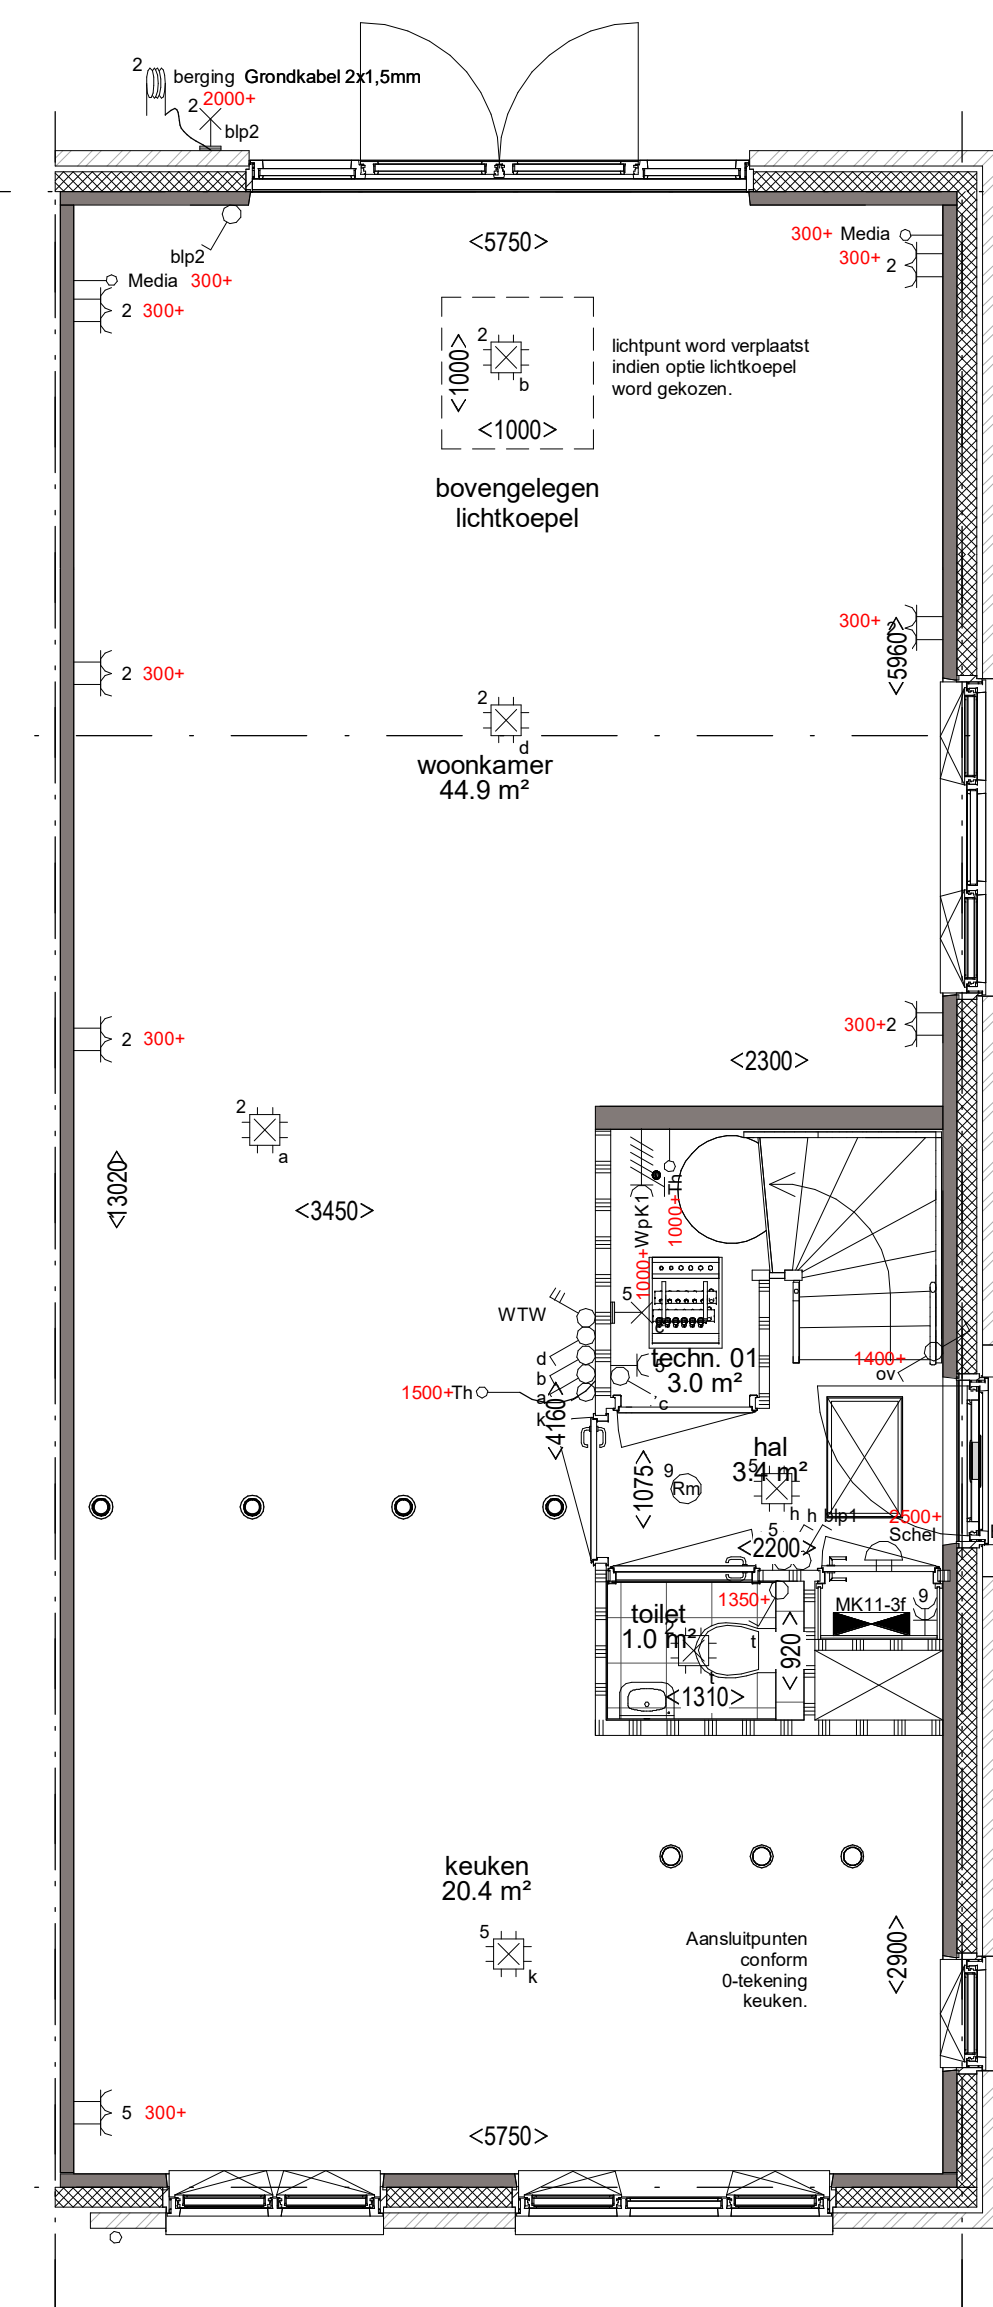 2
berging Grondkabel 2x1,5mm
2 2000+
blp2
blp2
<5750>
300+ Media
300+ 2
Media 300+
2 300+
2
<1000>
b
<1000>
lichtpunt word verplaatst
indien optie lichtkoepel
word gekozen.
bovengelegen
lichtkoepel
300+ 2
<5960>
2 300+
2
d
woonkamer
44.9 m²
2 300+
300+2
<2300>
2
a
<13020>
<3450>
Th
1000+
WpK1
1000+
5
c
WTW
d
b
a
k
1500+Th
<4160>
techn. 01
3.0 m²
5
c
1400+
ov
hal
3.4 m²
5
9
Rm
<1075>
h h blp1
5
<2200>
2500+
Schel
1350+
toilet
1.0 m²
2
t
t
<920>
<1310>
MK11-3f
9
keuken
20.4 m²
5
k
Aansluitpunten
conform
0-tekening
keuken.
<2900>
5 300+
<5750>